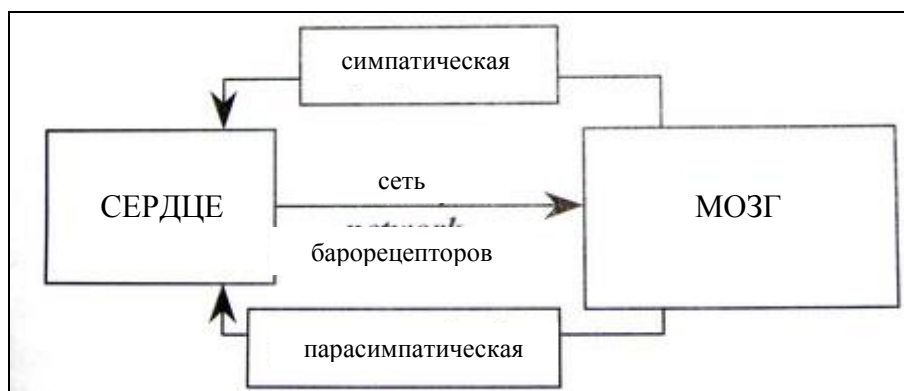 симпатическая
СЕРДЦЕ
сеть
барорецепторов
МОЗГ
парасимпатическая